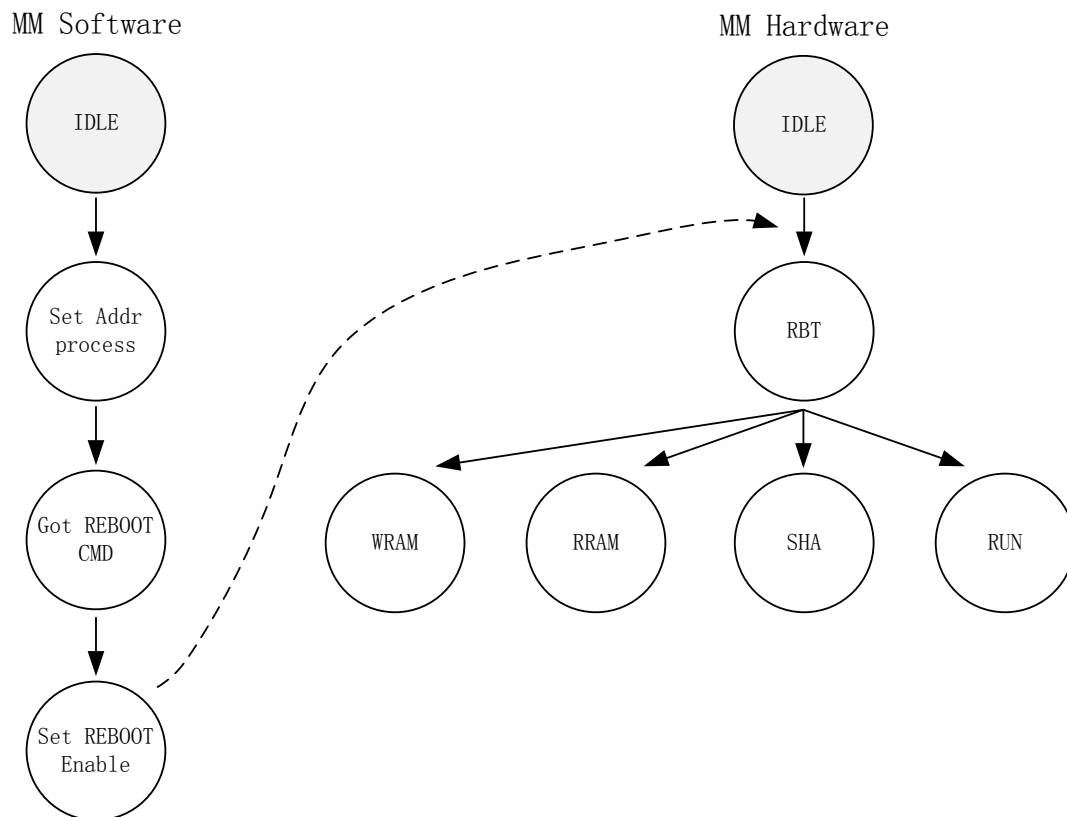 MM Software
MM Hardware
IDLE
IDLE
Set Addr
process
RBT
Got REBOOT
CMD
WRAM
RRAM
SHA
RUN
Set REBOOT
Enable